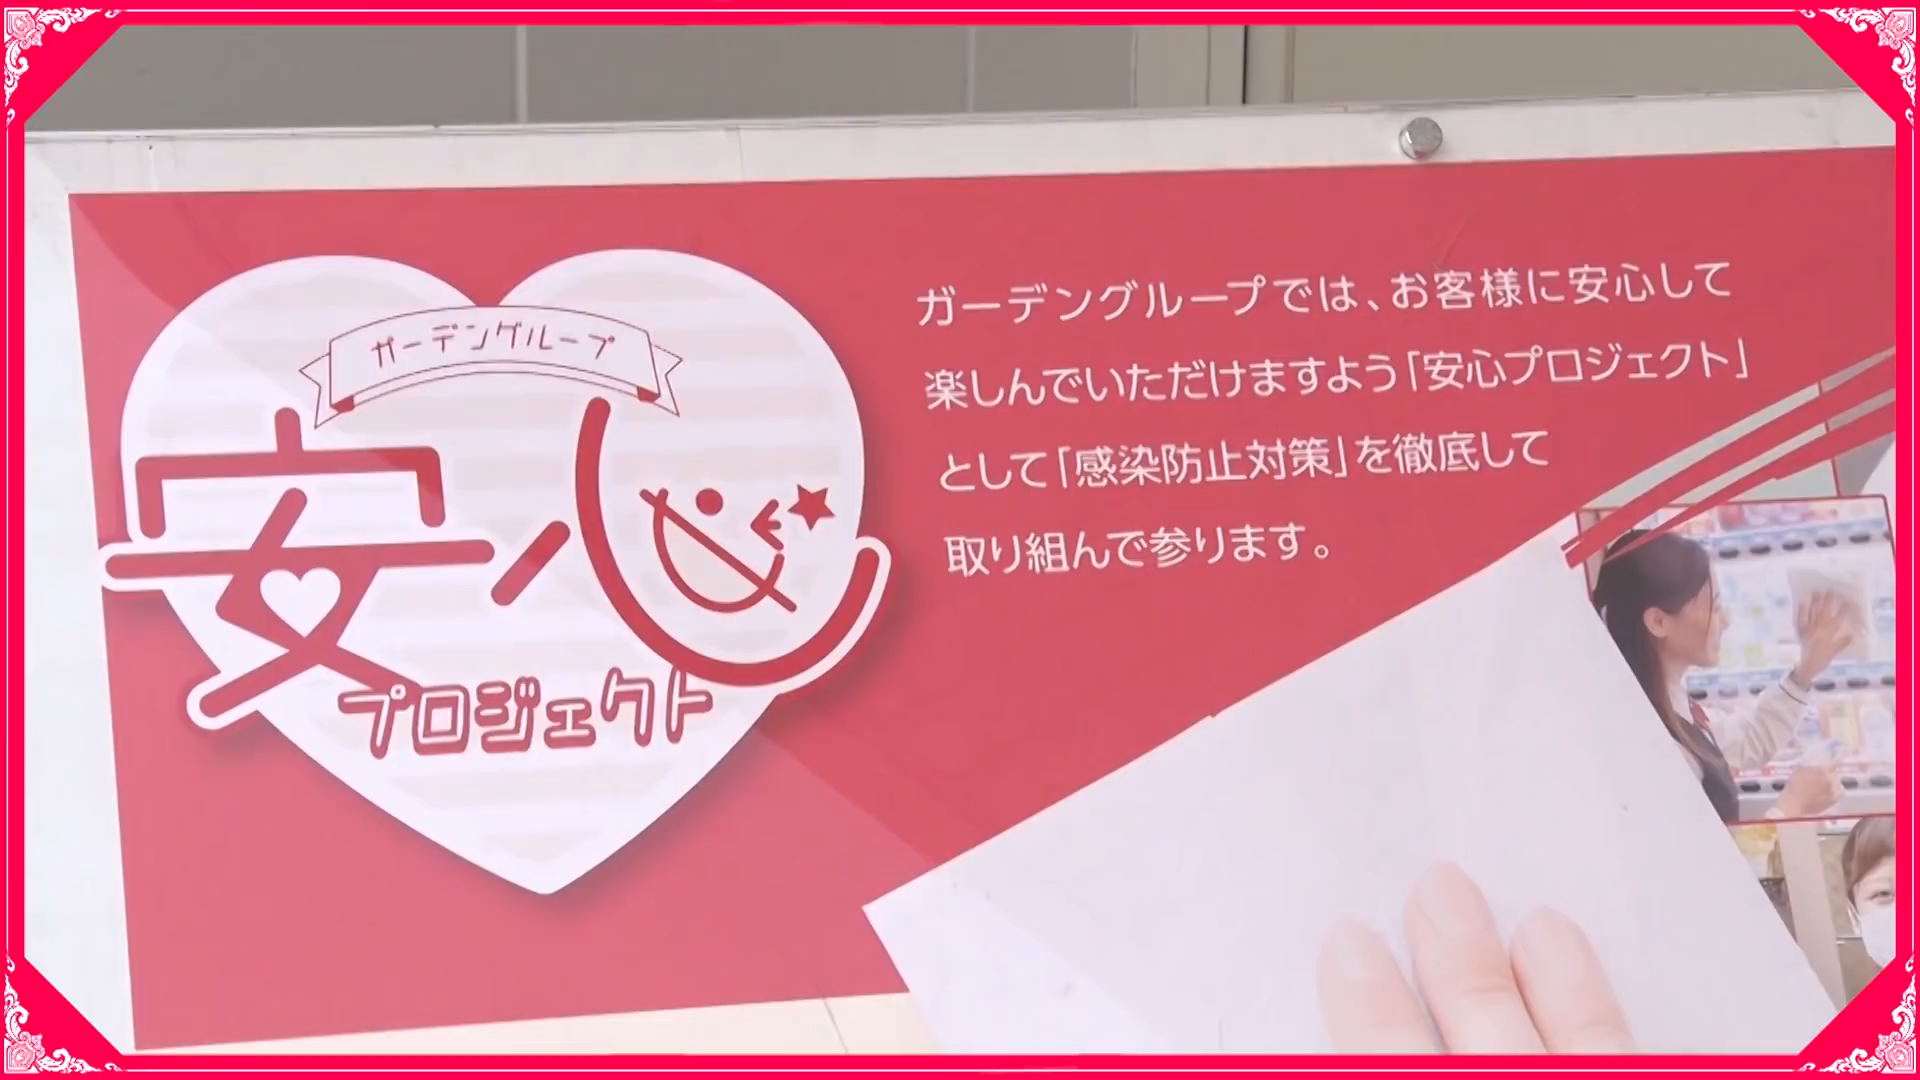 ガーデングループ
安心
プロジェクト
ガーデングループでは、お客様に安心して
楽しんでいただけますよう「安心プロジェクト」
として「感染防止対策」を徹底して
取り組んで参ります。